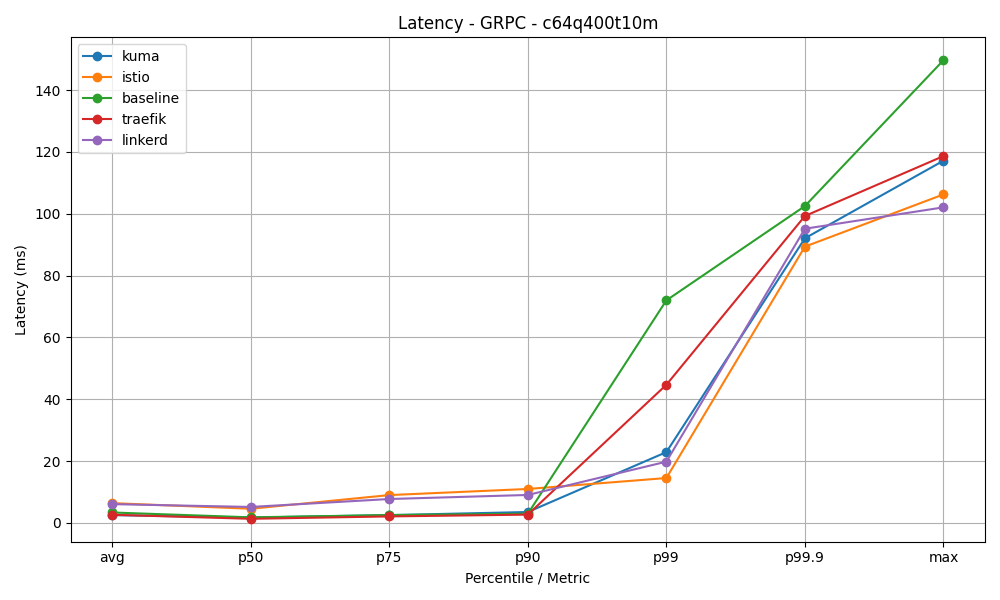 Latency - GRPC - c64q400t10m
kuma
istio
baseline
traefik
linkerd
Latency (ms)
140
120
100
80
60
40
20
0
avg p50 p75 p90 p99 p99.9 max
Percentile / Metric